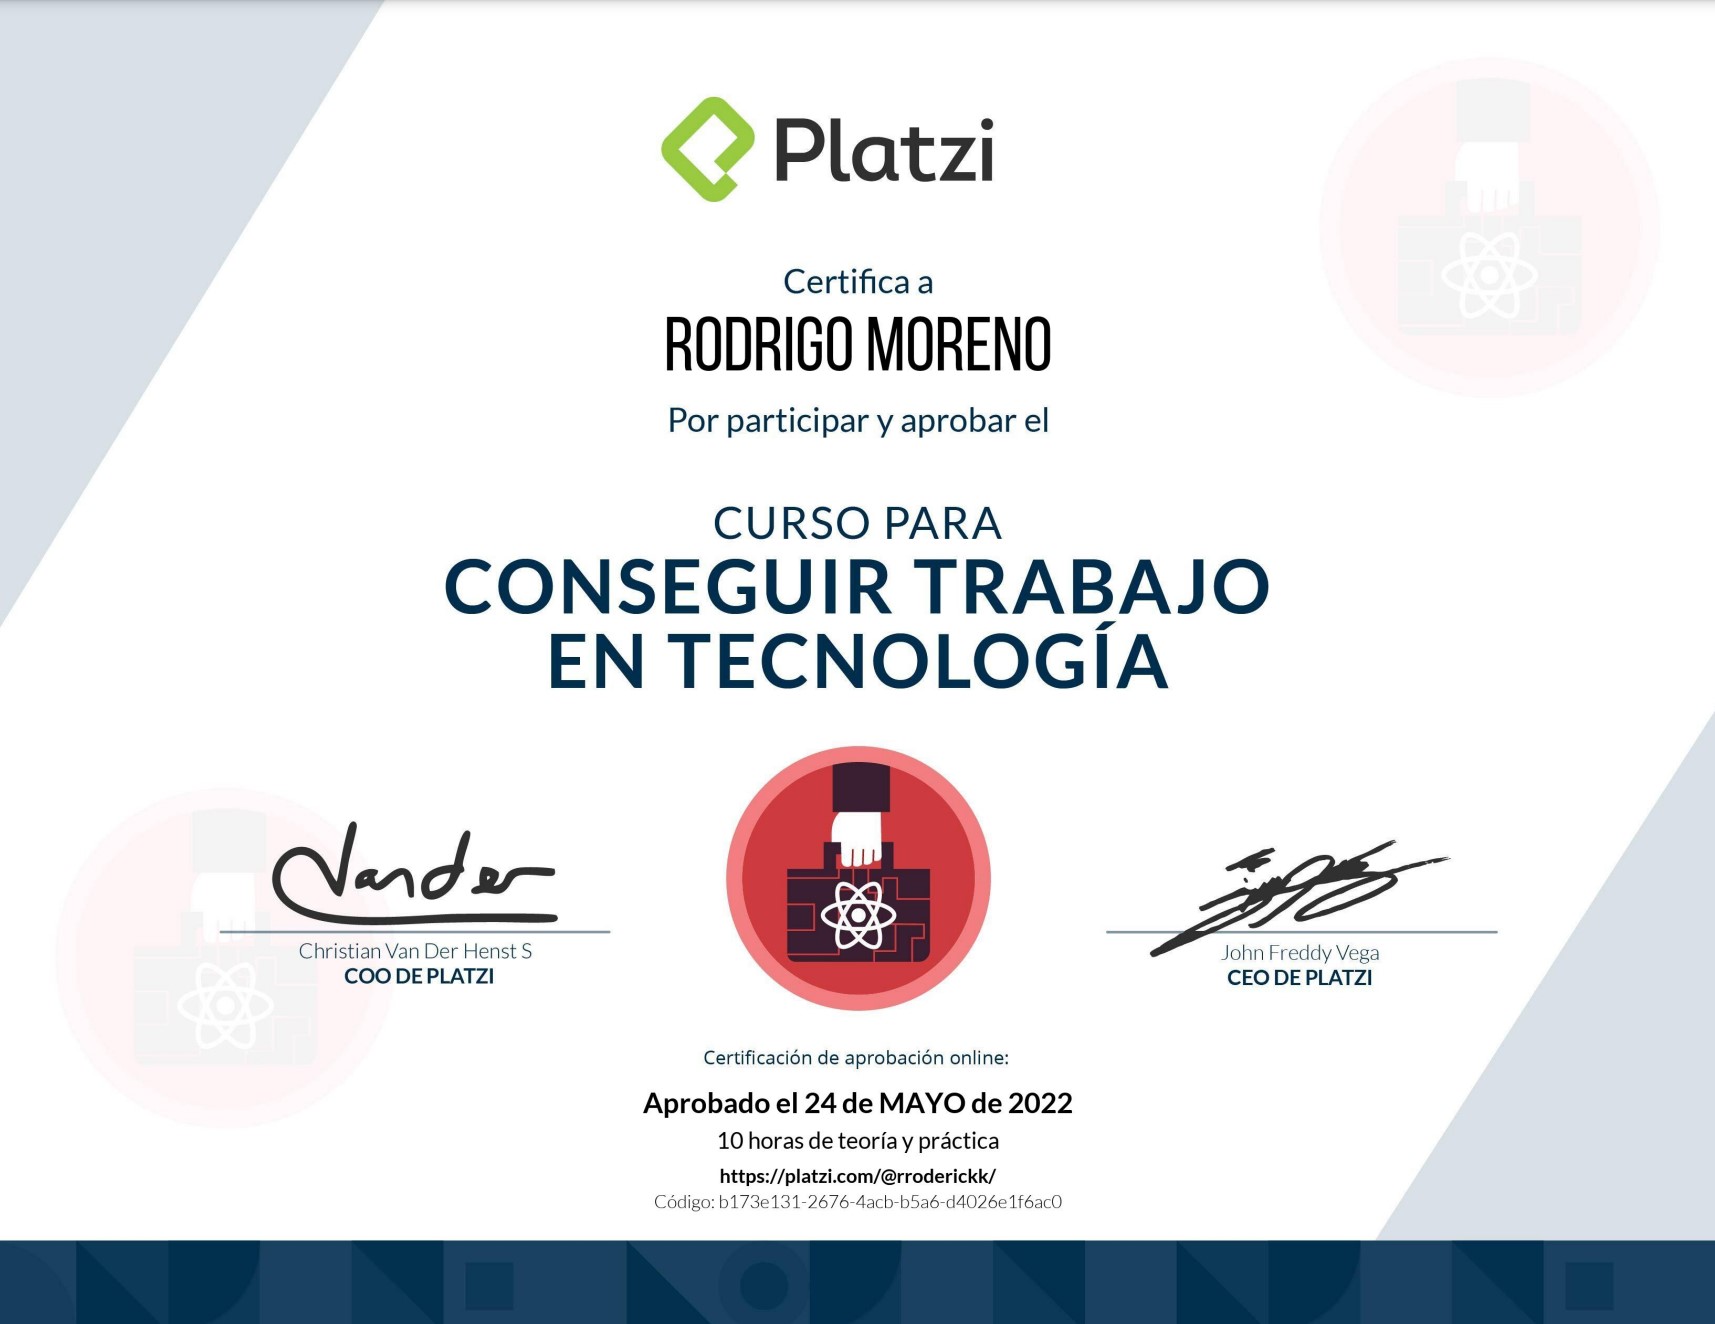 Platzi
Certifica a
RODRIGO MORENO
Por participar y aprobar el
CURSO PARA
CONSEGUIR TRABAJO
EN TECNOLOGÍA
Vander
Christian Van Der Henst S
COO DE PLATZI
John Freddy Vega
CEO DE PLATZI
Certificación de aprobación online:
Aprobado el 24 de MAYO de 2022
10 horas de teoría y práctica
https://platzi.com/@rroderickk/
Código: b173e131-2676-4acb-b5a6-d4026e1f6ac0